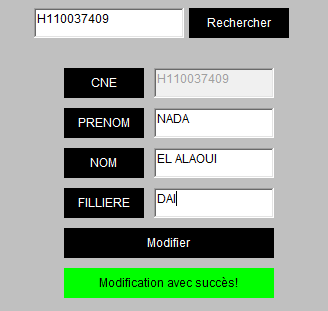 H110037409 Rechercher
CNE H110037409
PRENOM NADA
NOM EL ALAOUI
FILLIERE DAI
Modifier
Modification avec succès!